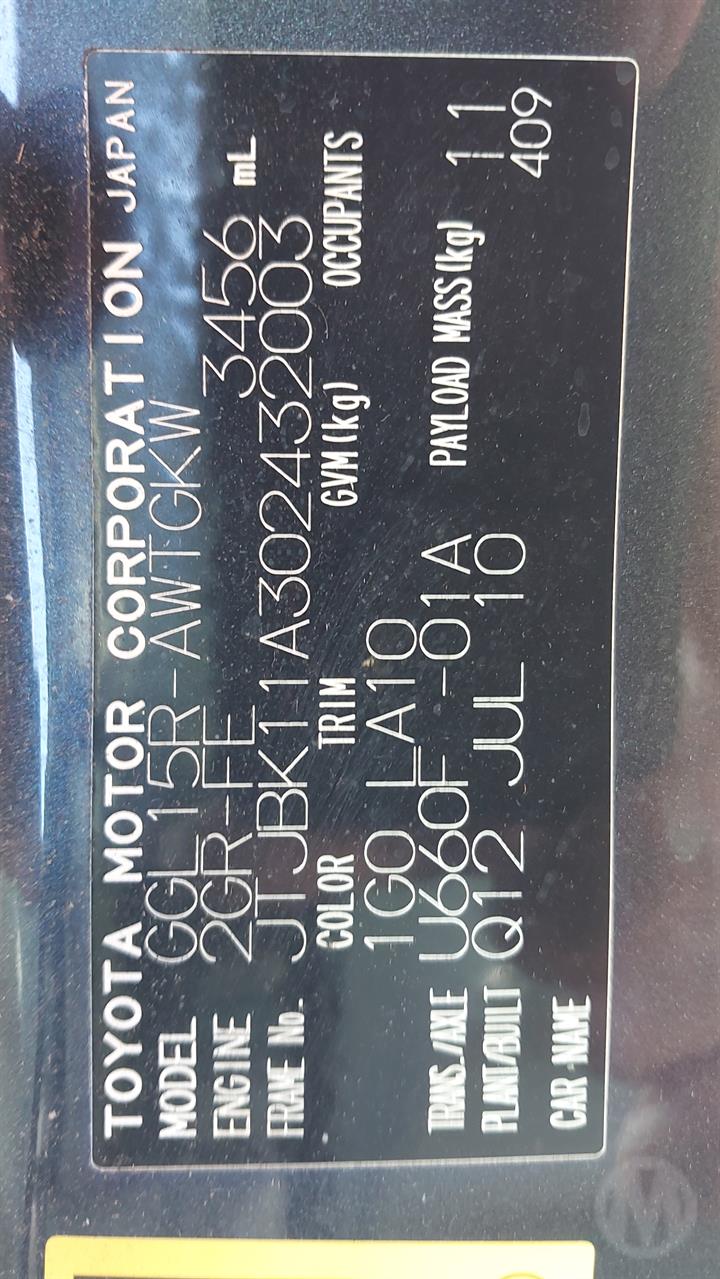 TOYOTA MOTOR CORPORATION JAPAN
MODEL GGL15R-AWTGKW
ENGINE 2GR-FE 3456 mL
FRAME No. JTJBK11A302432003
COLOR TRIM GVM(kg) OCCUPANTS
1G0 LA10
TRANS./AXLE U660F -01A PAYLOAD MASS(kg) 11
PLANT/BUILT Q12 JUL 10 409
CAR NAME
M